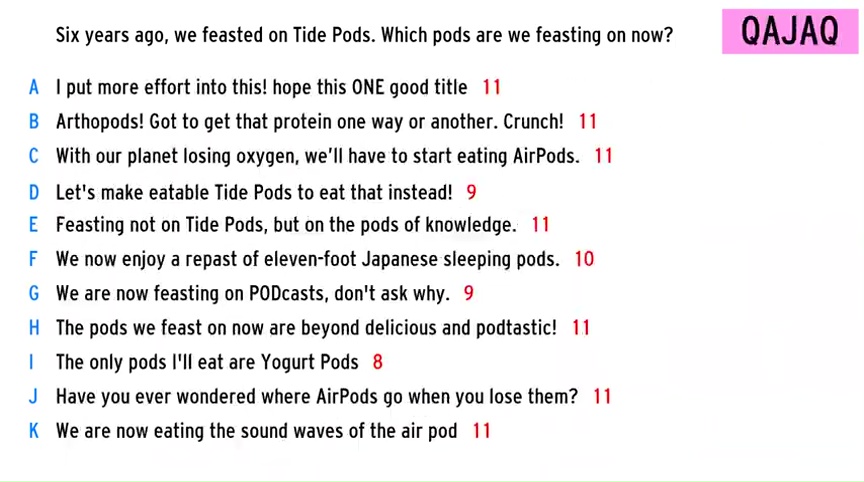 Six years ago, we feasted on Tide Pods. Which pods are we feasting on now?
QAJAQ
A I put more effort into this! hope this ONE good title 11
B Arthopods! Got to get that protein one way or another. Crunch! 11
C With our planet losing oxygen, we'll have to start eating AirPods. 11
D Let's make eatable Tide Pods to eat that instead! 9
E Feasting not on Tide Pods, but on the pods of knowledge. 11
F We now enjoy a repast of eleven-foot Japanese sleeping pods. 10
G We are now feasting on PODcasts, don't ask why. 9
H The pods we feast on now are beyond delicious and podtastic! 11
I The only pods I'll eat are Yogurt Pods 8
J Have you ever wondered where AirPods go when you lose them? 11
K We are now eating the sound waves of the air pod 11